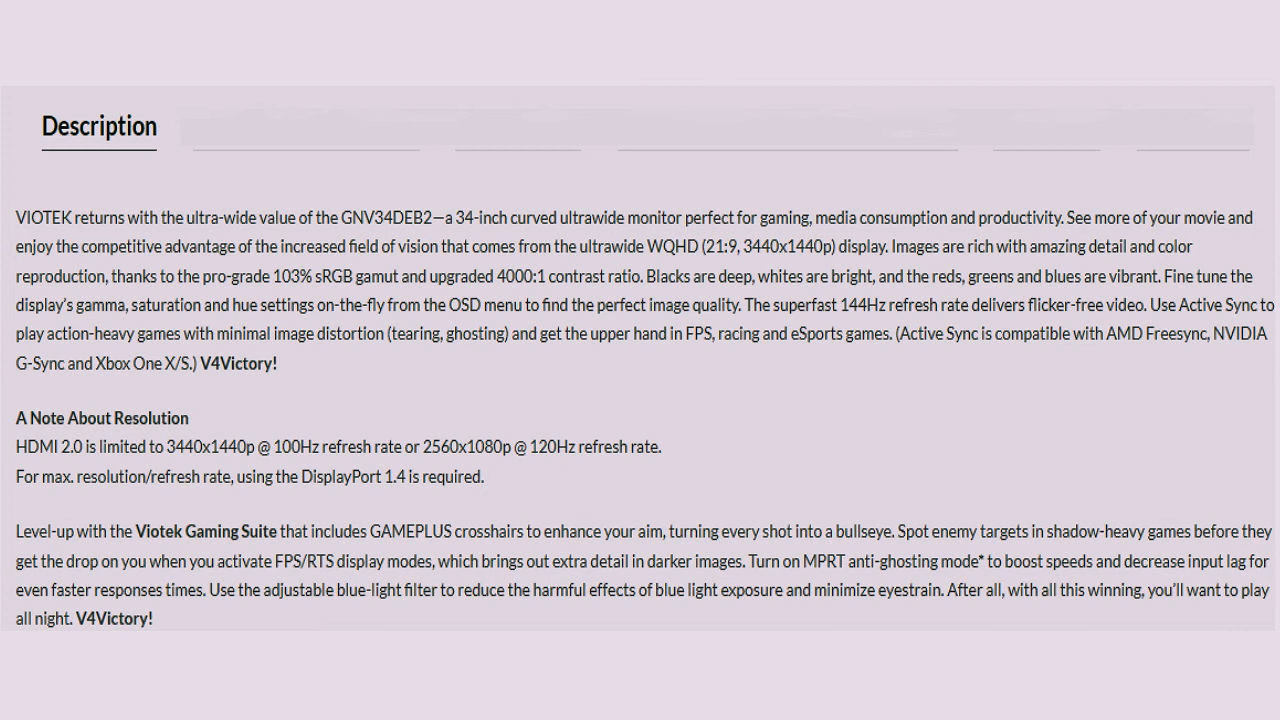 Description
VIOTEK returns with the ultra-wide value of the GNV34DEB2—a 34-inch curved ultrawide monitor perfect for gaming, media consumption and productivity. See more of your movie and
enjoy the competitive advantage of the increased field of vision that comes from the ultrawide WQHD (21:9, 3440x1440p) display. Images are rich with amazing detail and color
reproduction, thanks to the pro-grade 103% sRGB gamut and upgraded 4000:1 contrast ratio. Blacks are deep, whites are bright, and the reds, greens and blues are vibrant. Fine tune the
display's gamma, saturation and hue settings on-the-fly from the OSD menu to find the perfect image quality. The superfast 144Hz refresh rate delivers flicker-free video. Use Active Sync to
play action-heavy games with minimal image distortion (tearing, ghosting) and get the upper hand in FPS, racing and eSports games. (Active Sync is compatible with AMD Freesync, NVIDIA
G-Sync and Xbox One X/S.) V4Victory!
A Note About Resolution
HDMI 2.0 is limited to 3440x1440p @ 100Hz refresh rate or 2560x1080p @ 120Hz refresh rate.
For max. resolution/refresh rate, using the DisplayPort 1.4 is required.
Level-up with the Viotek Gaming Suite that includes GAMEPLUS crosshairs to enhance your aim, turning every shot into a bullseye. Spot enemy targets in shadow-heavy games before they
get the drop on you when you activate FPS/RTS display modes, which brings out extra detail in darker images. Turn on MPRT anti-ghosting mode* to boost speeds and decrease input lag for
even faster responses times. Use the adjustable blue-light filter to reduce the harmful effects of blue light exposure and minimize eyestrain. After all, with all this winning, you'll want to play
all night. V4Victory!